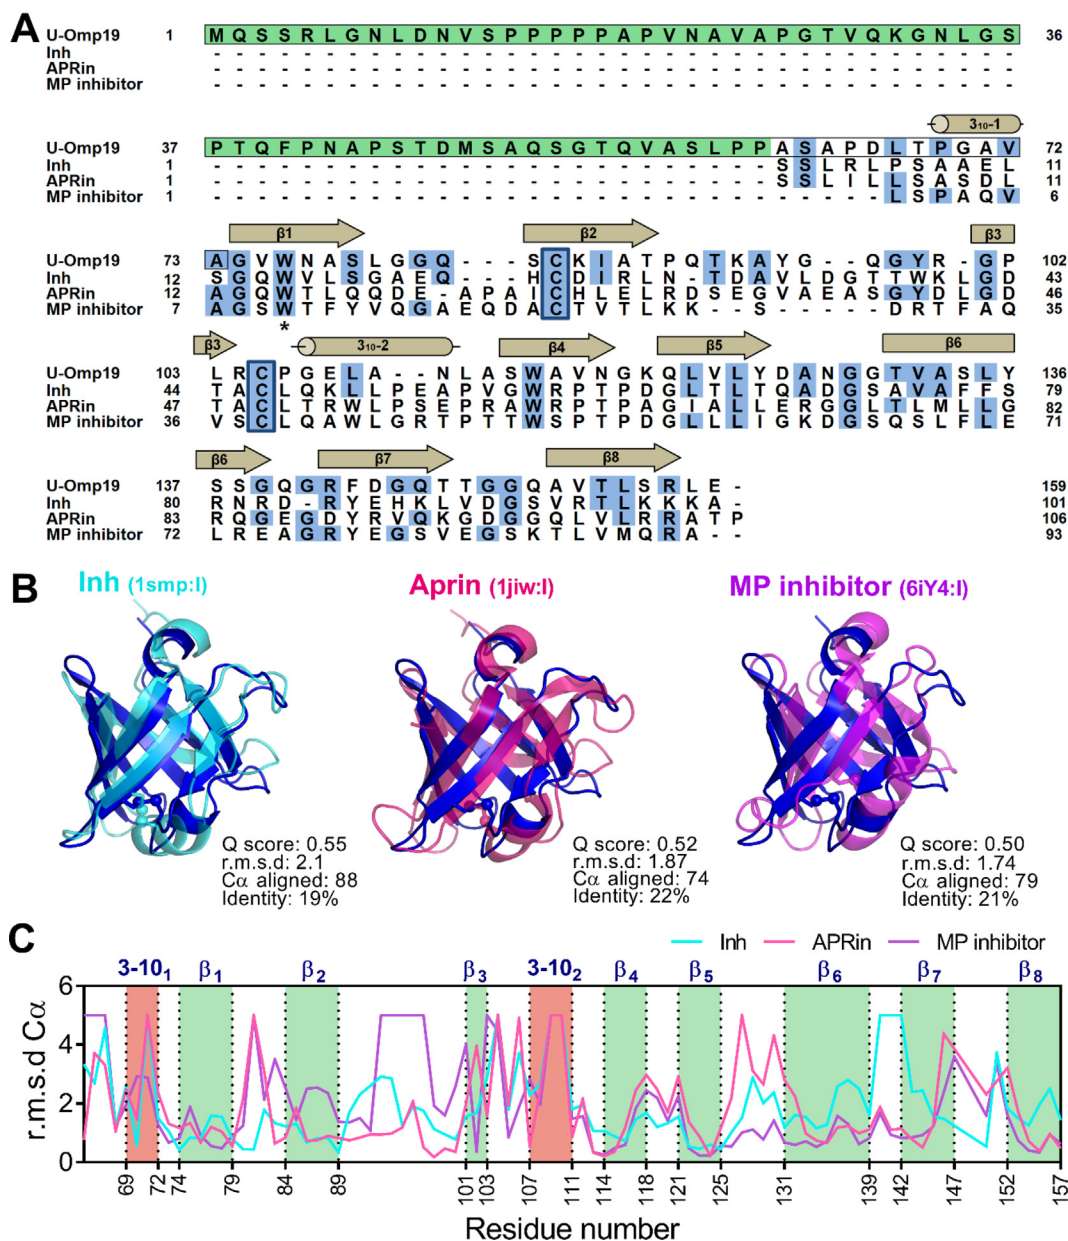 A
U-Omp19 1 M Q S S R L G N L D N V S P P P P P A P V N A V A P G T V Q K G N L G S 36
Inh - - - - - - - - - - - - - - - - - - - - - - - - - - - - - - - - - - - -
APRin - - - - - - - - - - - - - - - - - - - - - - - - - - - - - - - - - - - -
MP inhibitor - - - - - - - - - - - - - - - - - - - - - - - - - - - - - - - - - - - -
3₁₀-1
U-Omp19 37 P T Q F P N A P S T D M S A Q S G T Q V A S L P P A S A P D L T P G A V 72
Inh 1 - - - - - - - - - - - - - - - - - - - - - - - - - S S L R L P S A A E L 11
APRin 1 - - - - - - - - - - - - - - - - - - - - - - - - - S S L I L L S A S D L 11
MP inhibitor 1 - - - - - - - - - - - - - - - - - - - - - - - - - - - - - - L S P A Q V 6
β1 β2 β3
U-Omp19 73 A G V W N A S L G G Q - - - S C K I A T P Q T K A Y G - - Q G Y R - G P 102
Inh 12 S G Q W V L S G A E Q - - - H C D I R L N - T D A V L D G T T W K L G D 43
APRin 12 A G Q W T L Q Q D E - A P A I C H L E L R D S E G V A E A S G Y D L G D 46
MP inhibitor 7 A G S W T F Y V Q G A E Q D A C T V T L K K - - S - - - - - D R T F A Q 35
*
β3 3₁₀-2 β4 β5 β6
U-Omp19 103 L R C P G E L A - - N L A S W A V N G K Q L V L Y D A N G G T V A S L Y 136
Inh 44 T A C L Q K L L P E A P V G W R P T P D G L T L T Q A D G S A V A F F S 79
APRin 47 T A C L T R W L P S E P R A W R P T P A G I A L L E R G G L T L M L L G 82
MP inhibitor 36 V S C L Q A W L G R T P T T W S P T P D G L L L I G K D G S Q S L F L E 71
β6 β7 β8
U-Omp19 137 S S G Q G R F D G Q T T G G Q A V T L S R L E - 159
Inh 80 R N R D - R Y E H K L V D G S V R T L K K K A - 101
APRin 83 R Q G E G D Y R V Q K G D G G Q L V L R R A T P 106
MP inhibitor 72 L R E A G R Y E G S V E G S K T L V M Q R A - - 93
B
Inh (1smp:I)
Q score: 0.55
r.m.s.d: 2.1
Cα aligned: 88
Identity: 19%
Aprin (1jiw:I)
Q score: 0.52
r.m.s.d: 1.87
Cα aligned: 74
Identity: 22%
MP inhibitor (6iY4:I)
Q score: 0.50
r.m.s.d: 1.74
Cα aligned: 79
Identity: 21%
C
Inh APRin MP inhibitor
3-10₁ β₁ β₂ β₃ 3-10₂ β₄ β₅ β₆ β₇ β₈
r.m.s.d Cα
6
4
2
0
69 72 74 79 84 89 101 103 107 111 114 118 121 125 131 139 142 147 152 157
Residue number